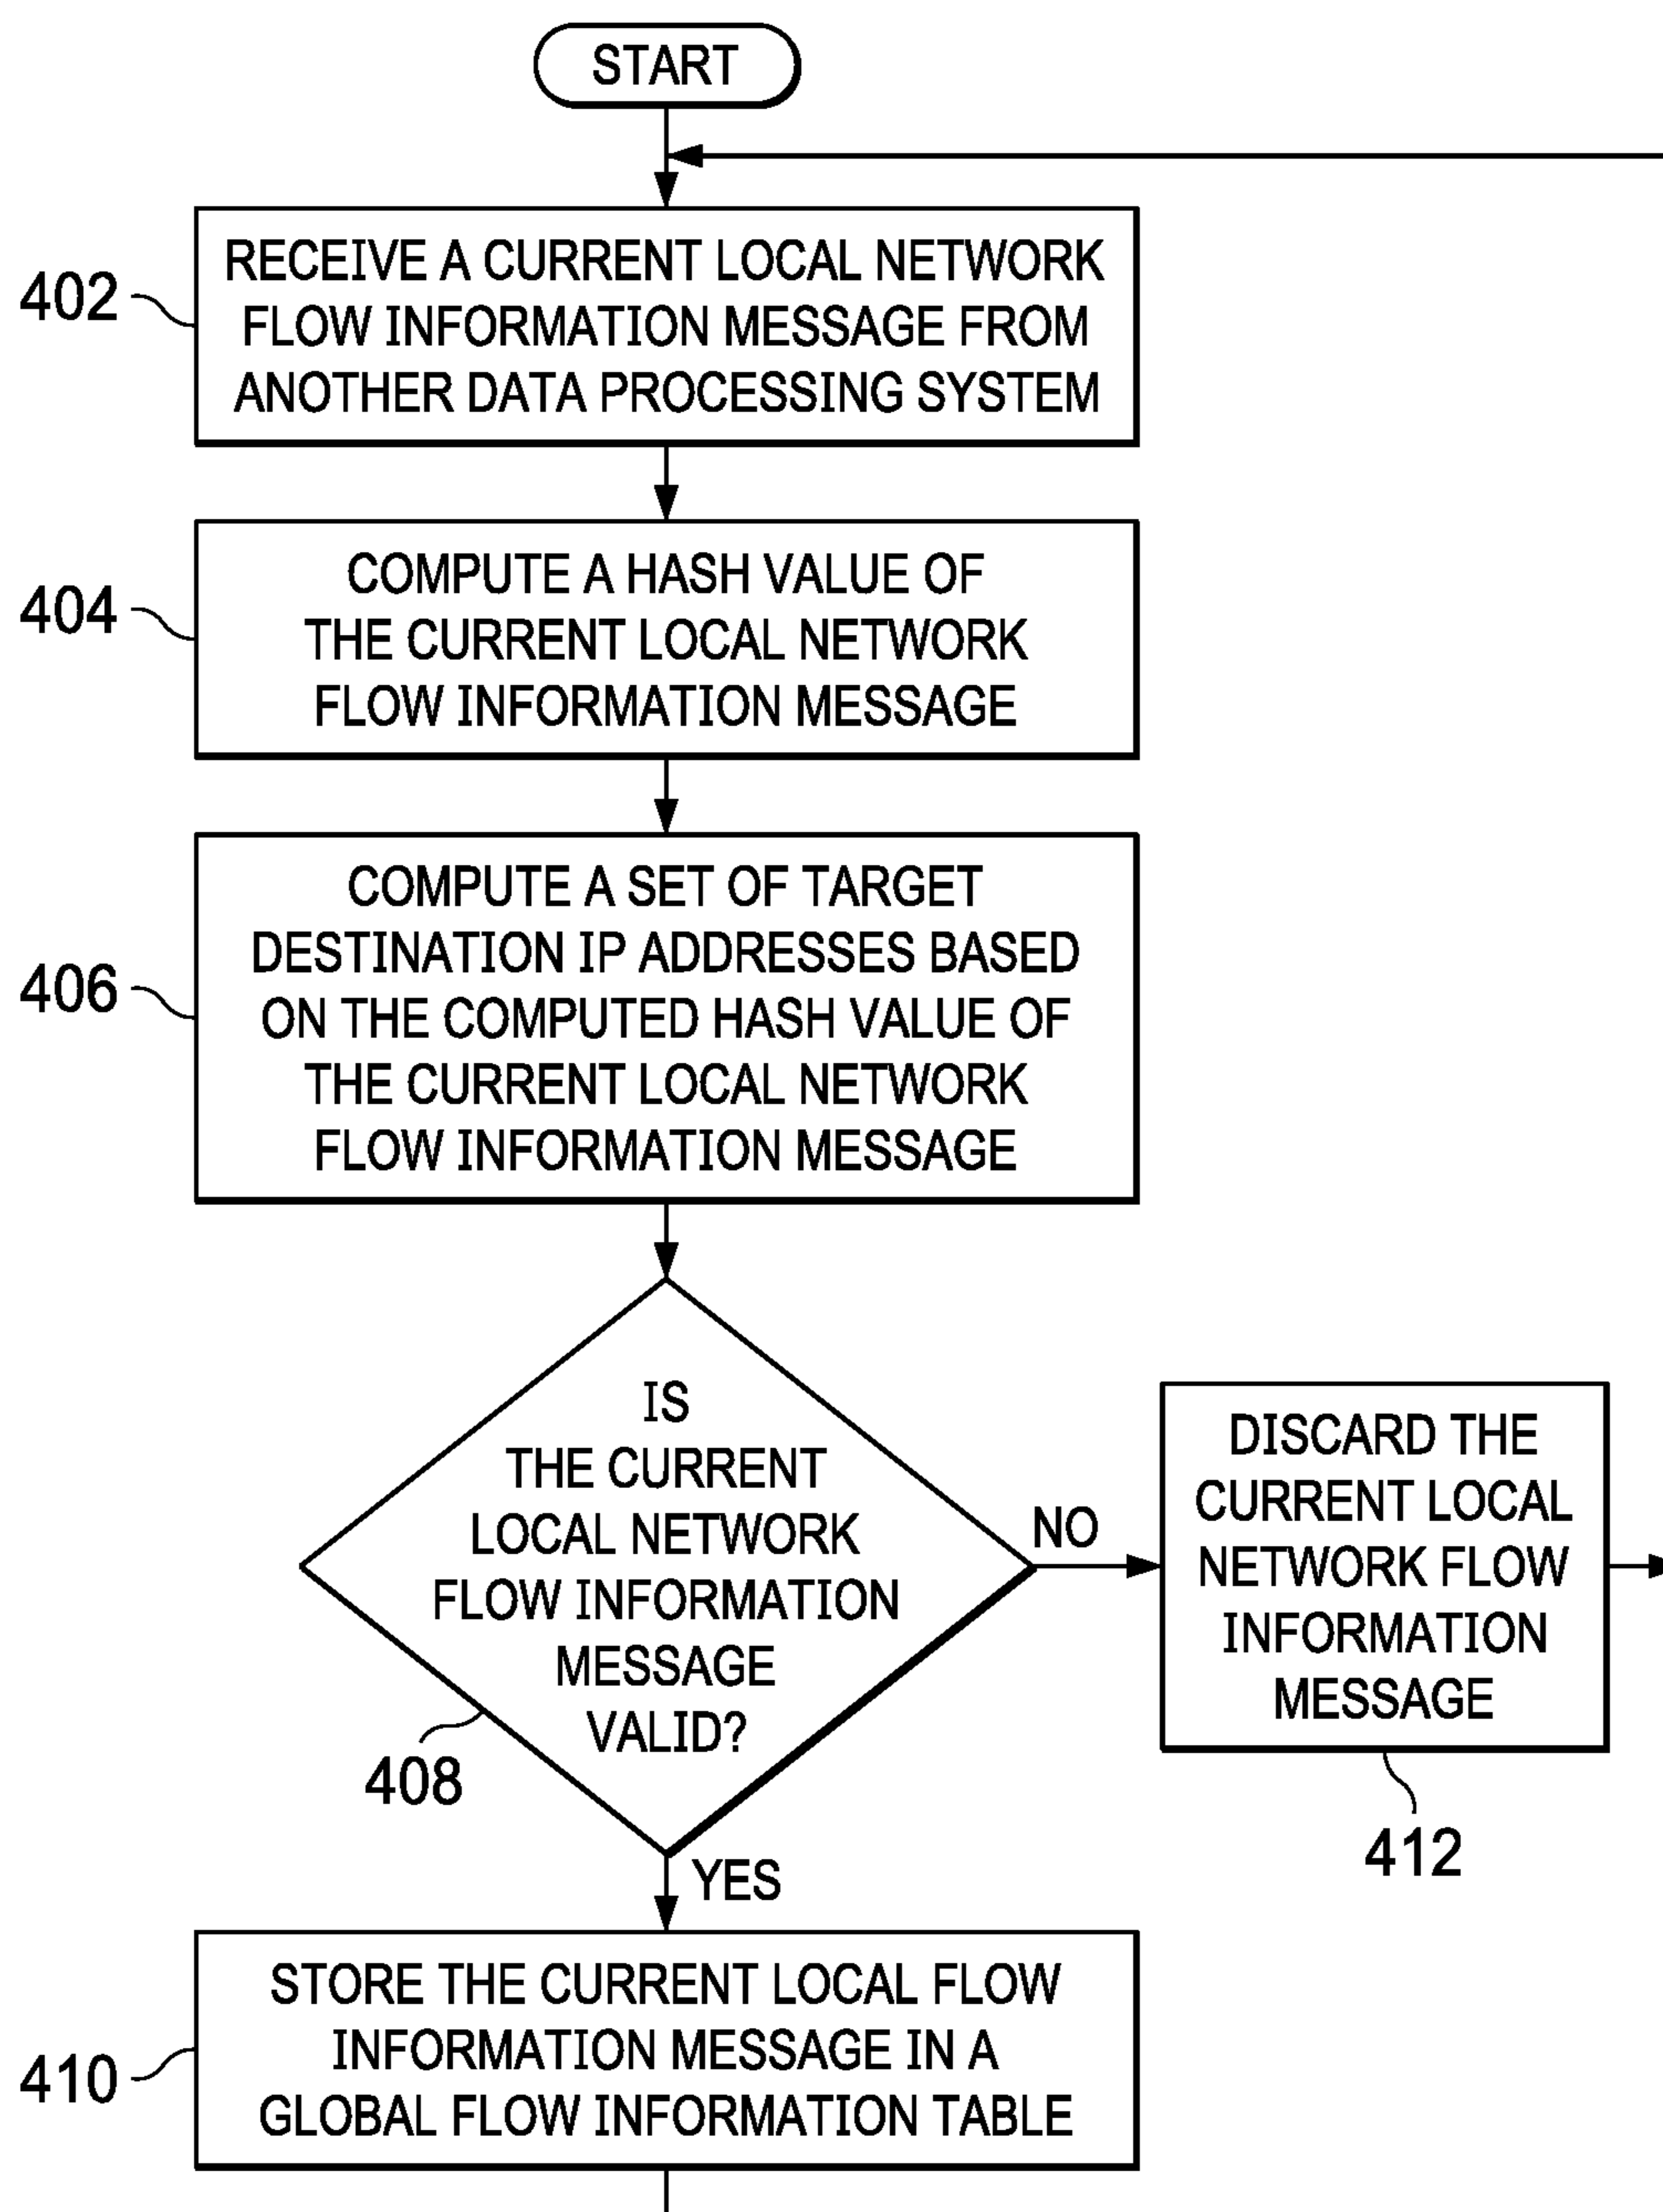 START
402
RECEIVE A CURRENT LOCAL NETWORK
FLOW INFORMATION MESSAGE FROM
ANOTHER DATA PROCESSING SYSTEM
404
COMPUTE A HASH VALUE OF
THE CURRENT LOCAL NETWORK
FLOW INFORMATION MESSAGE
406
COMPUTE A SET OF TARGET
DESTINATION IP ADDRESSES BASED
ON THE COMPUTED HASH VALUE OF
THE CURRENT LOCAL NETWORK
FLOW INFORMATION MESSAGE
IS
THE CURRENT
LOCAL NETWORK
FLOW INFORMATION
MESSAGE
VALID?
408
NO
DISCARD THE
CURRENT LOCAL
NETWORK FLOW
INFORMATION
MESSAGE
412
YES
410
STORE THE CURRENT LOCAL FLOW
INFORMATION MESSAGE IN A
GLOBAL FLOW INFORMATION TABLE